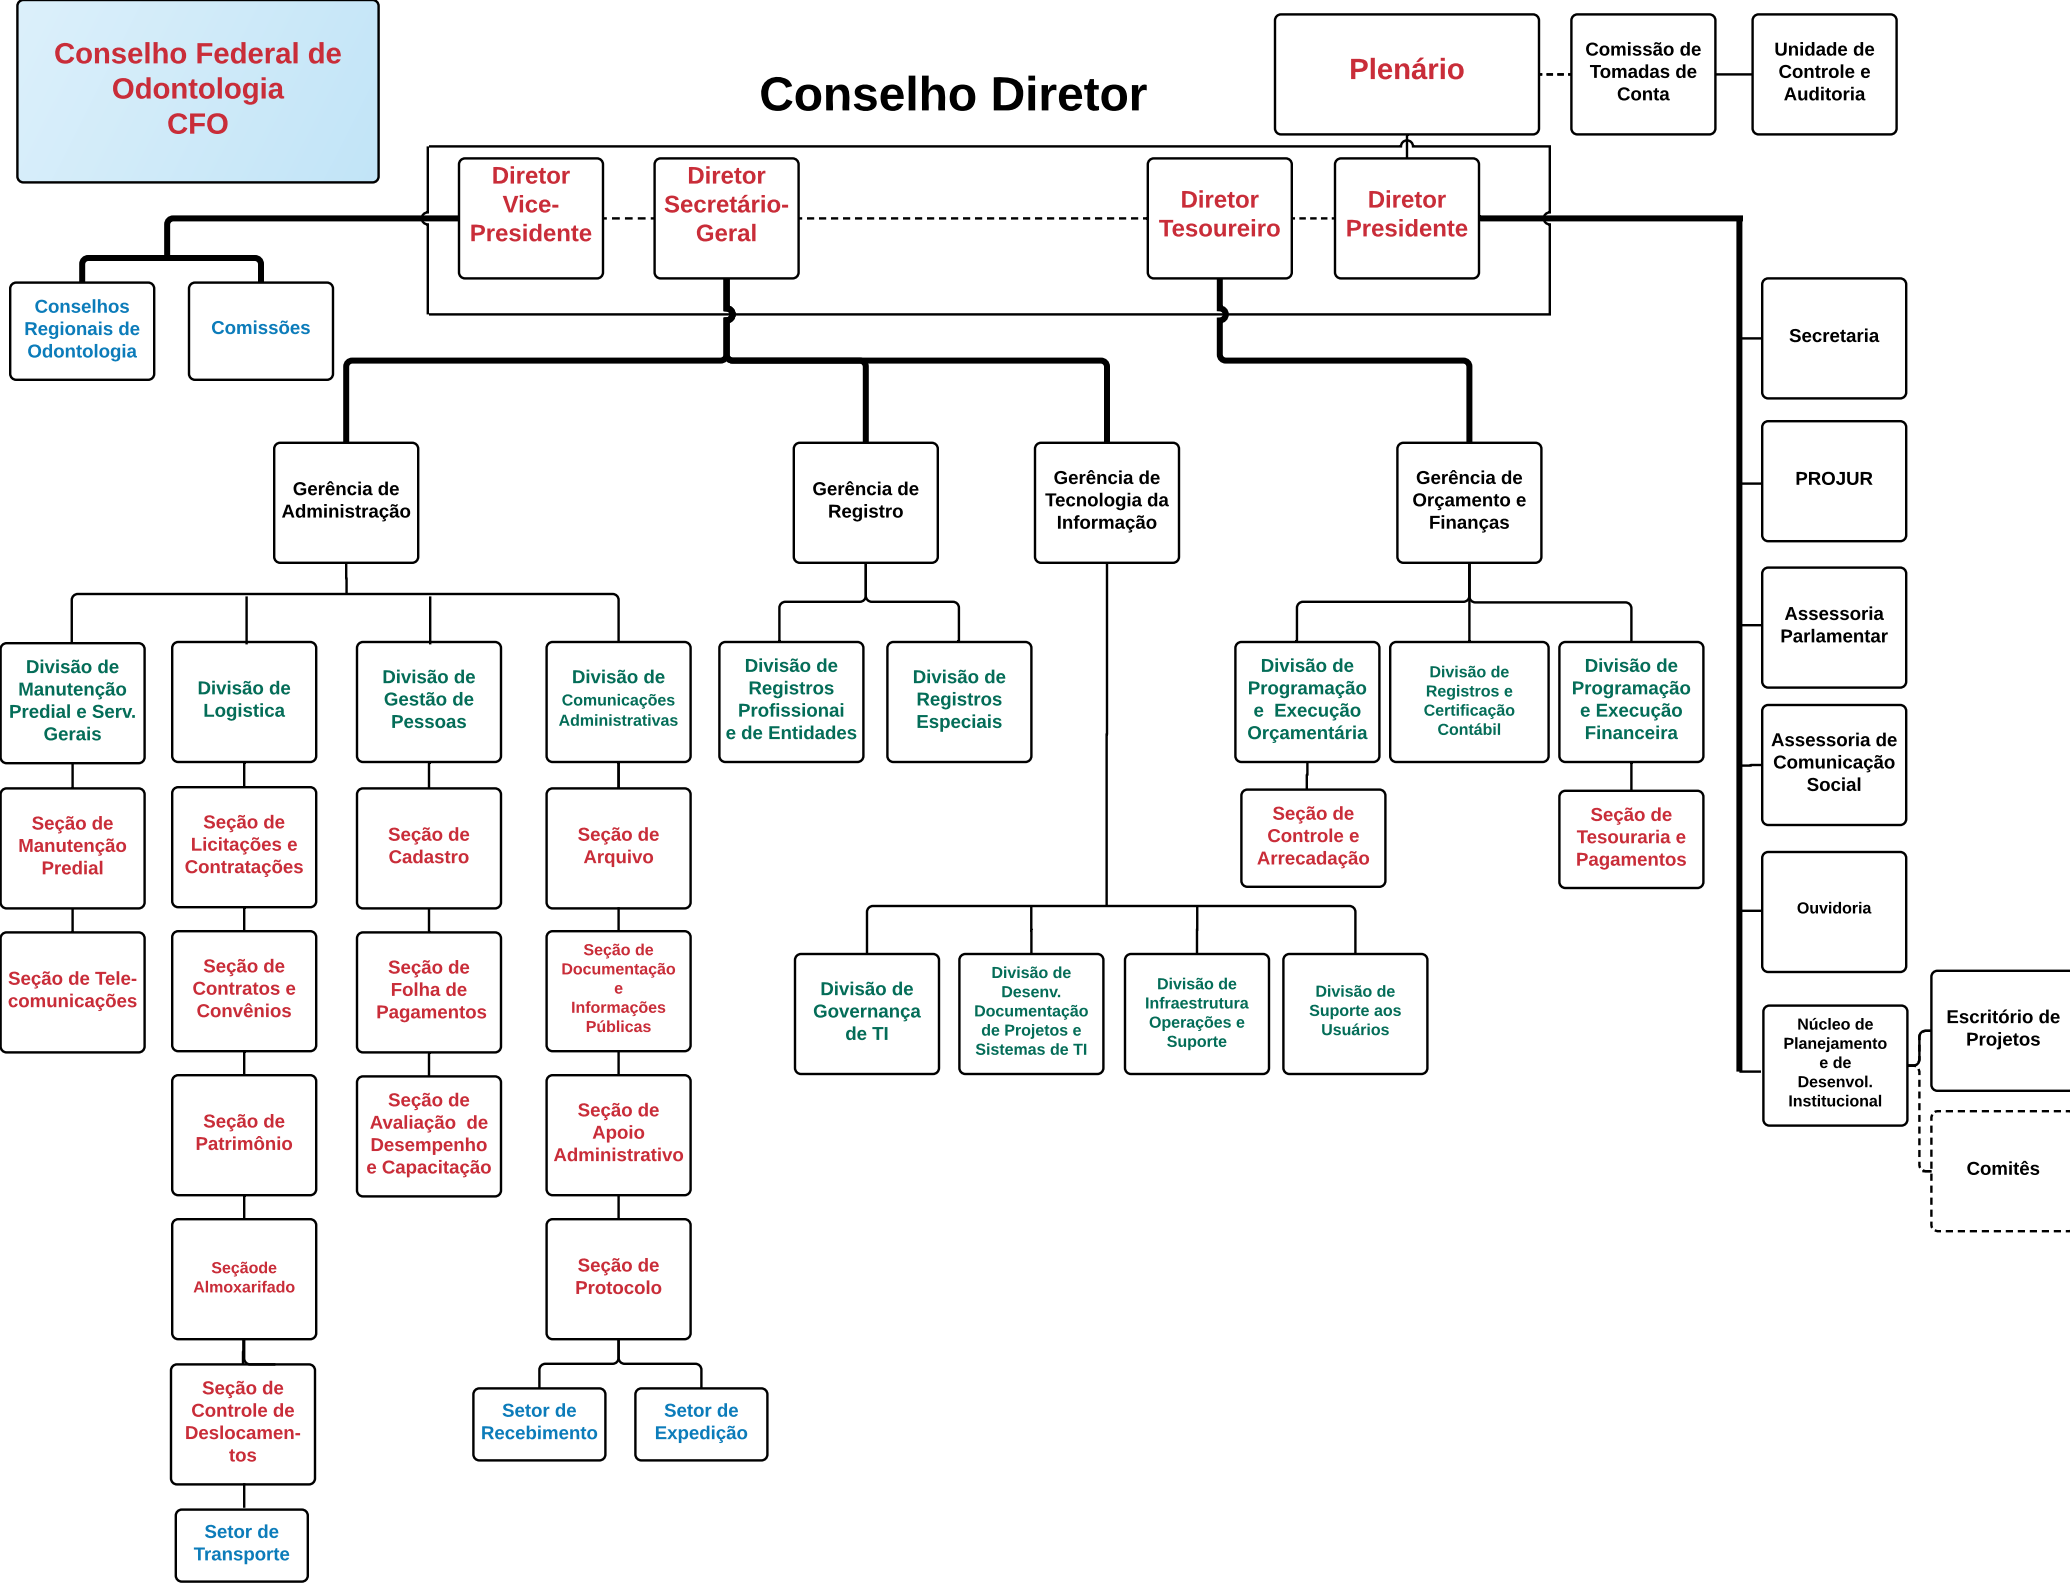 Conselho Federal de
Odontologia
CFO
Conselho Diretor
Plenário
Comissão de
Tomadas de
Conta
Unidade de
Controle e
Auditoria
Diretor
Vice-
Presidente
Diretor
Secretário-
Geral
Diretor
Tesoureiro
Diretor
Presidente
Conselhos
Regionais de
Odontologia
Comissões
Secretaria
PROJUR
Assessoria
Parlamentar
Assessoria de
Comunicação
Social
Ouvidoria
Núcleo de
Planejamento
e de
Desenvol.
Institucional
Escritório de
Projetos
Comitês
Gerência de
Administração
Gerência de
Registro
Gerência de
Tecnologia da
Informação
Gerência de
Orçamento e
Finanças
Divisão de
Manutenção
Predial e Serv.
Gerais
Divisão de
Logistica
Divisão de
Gestão de
Pessoas
Divisão de
Comunicações
Administrativas
Divisão de
Registros
Profissionai
e de Entidades
Divisão de
Registros
Especiais
Divisão de
Programação
e Execução
Orçamentária
Divisão de
Registros e
Certificação
Contábil
Divisão de
Programação
e Execução
Financeira
Seção de
Manutenção
Predial
Seção de
Licitações e
Contratações
Seção de
Cadastro
Seção de
Arquivo
Seção de
Controle e
Arrecadação
Seção de
Tesouraria e
Pagamentos
Seção de Tele-
comunicações
Seção de
Contratos e
Convênios
Seção de
Folha de
Pagamentos
Seção de
Documentação
e
Informações
Públicas
Divisão de
Governança
de TI
Divisão de
Desenv.
Documentação
de Projetos e
Sistemas de TI
Divisão de
Infraestrutura
Operações e
Suporte
Divisão de
Suporte aos
Usuários
Seção de
Patrimônio
Seção de
Avaliação de
Desempenho
e Capacitação
Seção de
Apoio
Administrativo
Seçãode
Almoxarifado
Seção de
Protocolo
Seção de
Controle de
Deslocamen-
tos
Setor de
Recebimento
Setor de
Expedição
Setor de
Transporte